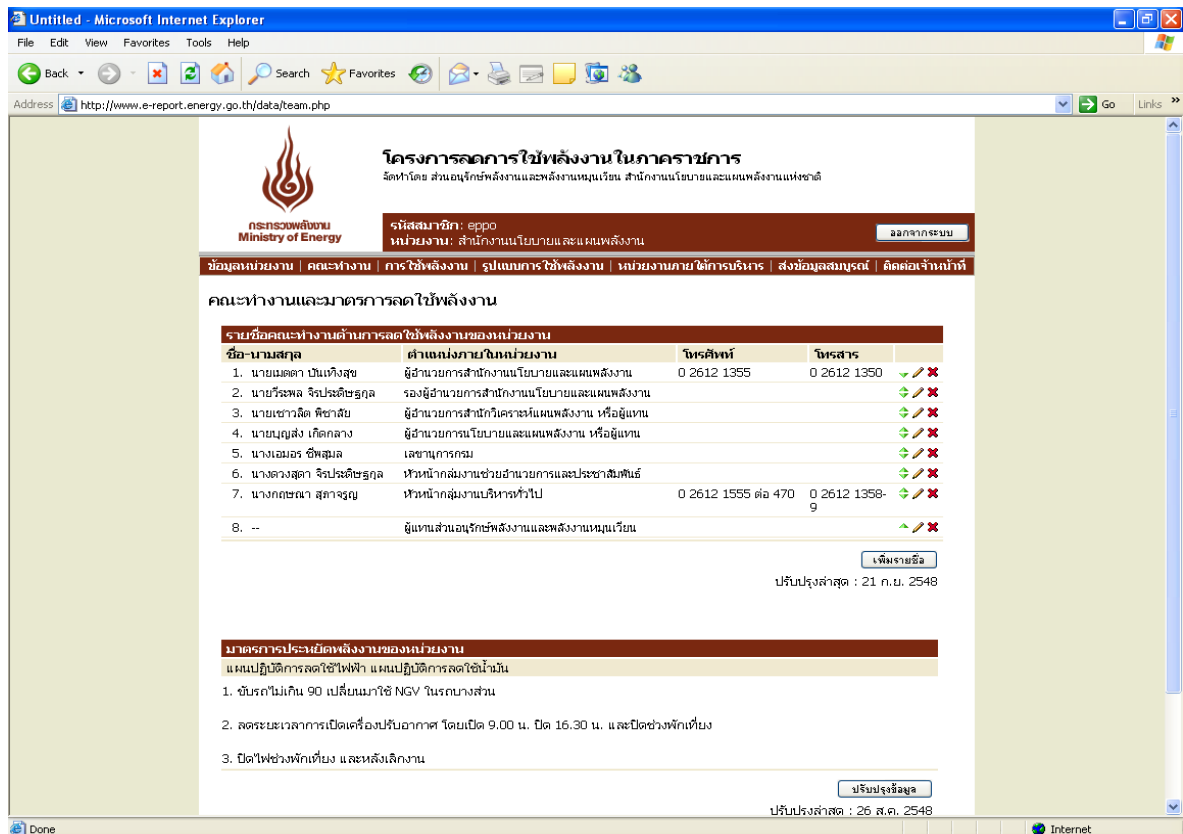 Untitled - Microsoft Internet Explorer
File Edit View Favorites Tools Help
Back Search Favorites
Address http://www.e-report.energy.go.th/data/team.php Go Links »
โครงการลดการใช้พลังงานในภาคราชการ
จัดทำโดย ส่วนอนุรักษ์พลังงานและพลังงานหมุนเวียน สำนักงานนโยบายและแผนพลังงานแห่งชาติ
กระทรวงพลังงาน
Ministry of Energy
รหัสสมาชิก: eppo
หน่วยงาน: สำนักงานนโยบายและแผนพลังงาน
ออกจากระบบ
ข้อมูลหน่วยงาน | คณะทำงาน | การใช้พลังงาน | รูปแบบการใช้พลังงาน | หน่วยงานภายใต้การบริหาร | ส่งข้อมูลสมบูรณ์ | ติดต่อเจ้าหน้าที่
คณะทำงานและมาตรการลดใช้พลังงาน
รายชื่อคณะทำงานด้านการลดใช้พลังงานของหน่วยงาน
ชื่อ-นามสกุล ตำแหน่งภายในหน่วยงาน โทรศัพท์ โทรสาร
1. นายเมตตา บันเทิงสุข ผู้อำนวยการสำนักงานนโยบายและแผนพลังงาน 0 2612 1355 0 2612 1350
2. นายวีระพล จิรประดิษฐกุล รองผู้อำนวยการสำนักงานนโยบายและแผนพลังงาน
3. นายเชาวลิต พิชาลัย ผู้อำนวยการสำนักวิเคราะห์แผนพลังงาน หรือผู้แทน
4. นายบุญส่ง เกิดกลาง ผู้อำนวยการนโยบายและแผนพลังงาน หรือผู้แทน
5. นางเอมอร ชีพสุมล เลขานุการกรม
6. นางดวงสุดา จิรประดิษฐกุล หัวหน้ากลุ่มงานช่วยอำนวยการและประชาสัมพันธ์
7. นางกฤษณา สุภาจรูญ หัวหน้ากลุ่มงานบริหารทั่วไป 0 2612 1555 ต่อ 470 0 2612 1358-9
8. -- ผู้แทนส่วนอนุรักษ์พลังงานและพลังงานหมุนเวียน
เพิ่มรายชื่อ
ปรับปรุงล่าสุด : 21 ก.ย. 2548
มาตรการประหยัดพลังงานของหน่วยงาน
แผนปฏิบัติการลดใช้ไฟฟ้า แผนปฏิบัติการลดใช้น้ำมัน
1. ขับรถไม่เกิน 90 เปลี่ยนมาใช้ NGV ในรถบางส่วน
2. ลดระยะเวลาการเปิดเครื่องปรับอากาศ โดยเปิด 9.00 น. ปิด 16.30 น. และปิดช่วงพักเที่ยง
3. ปิดไฟช่วงพักเที่ยง และหลังเลิกงาน
ปรับปรุงข้อมูล
ปรับปรุงล่าสุด : 26 ส.ค. 2548
Done Internet